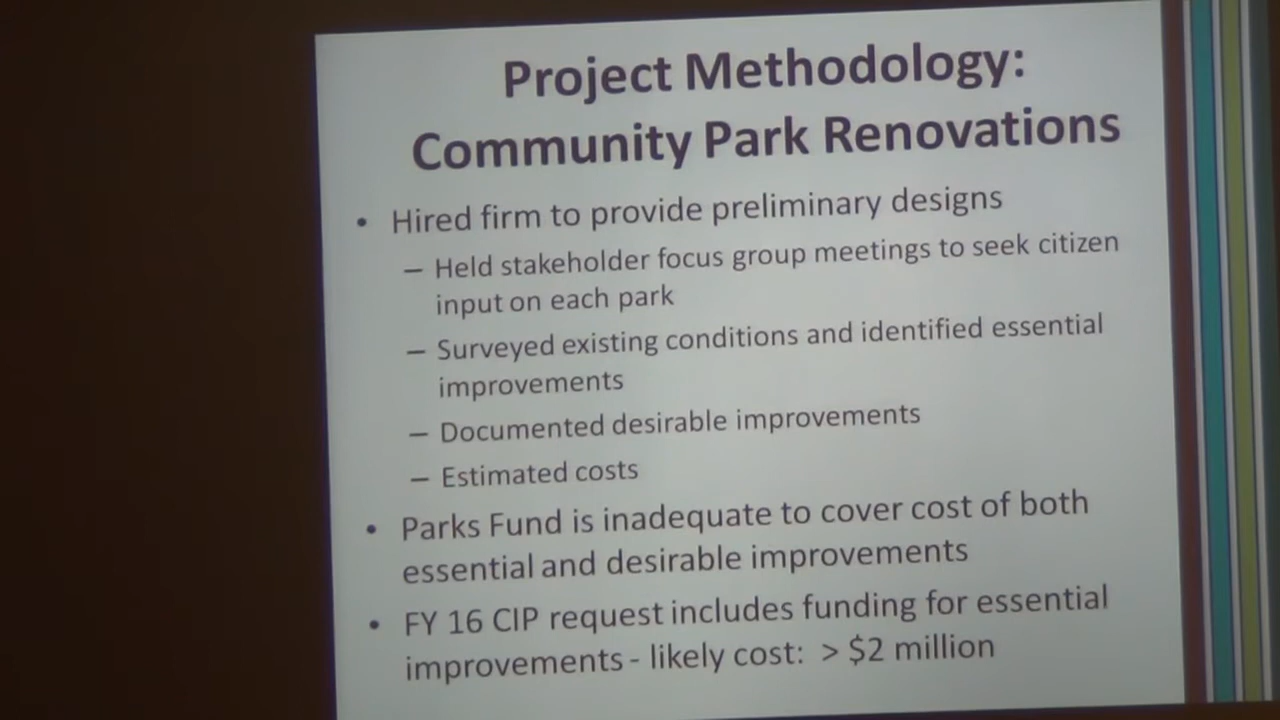 Project Methodology:
Community Park Renovations
• Hired firm to provide preliminary designs
– Held stakeholder focus group meetings to seek citizen
input on each park
– Surveyed existing conditions and identified essential
improvements
– Documented desirable improvements
– Estimated costs
• Parks Fund is inadequate to cover cost of both
essential and desirable improvements
• FY 16 CIP request includes funding for essential
improvements - likely cost: > $2 million